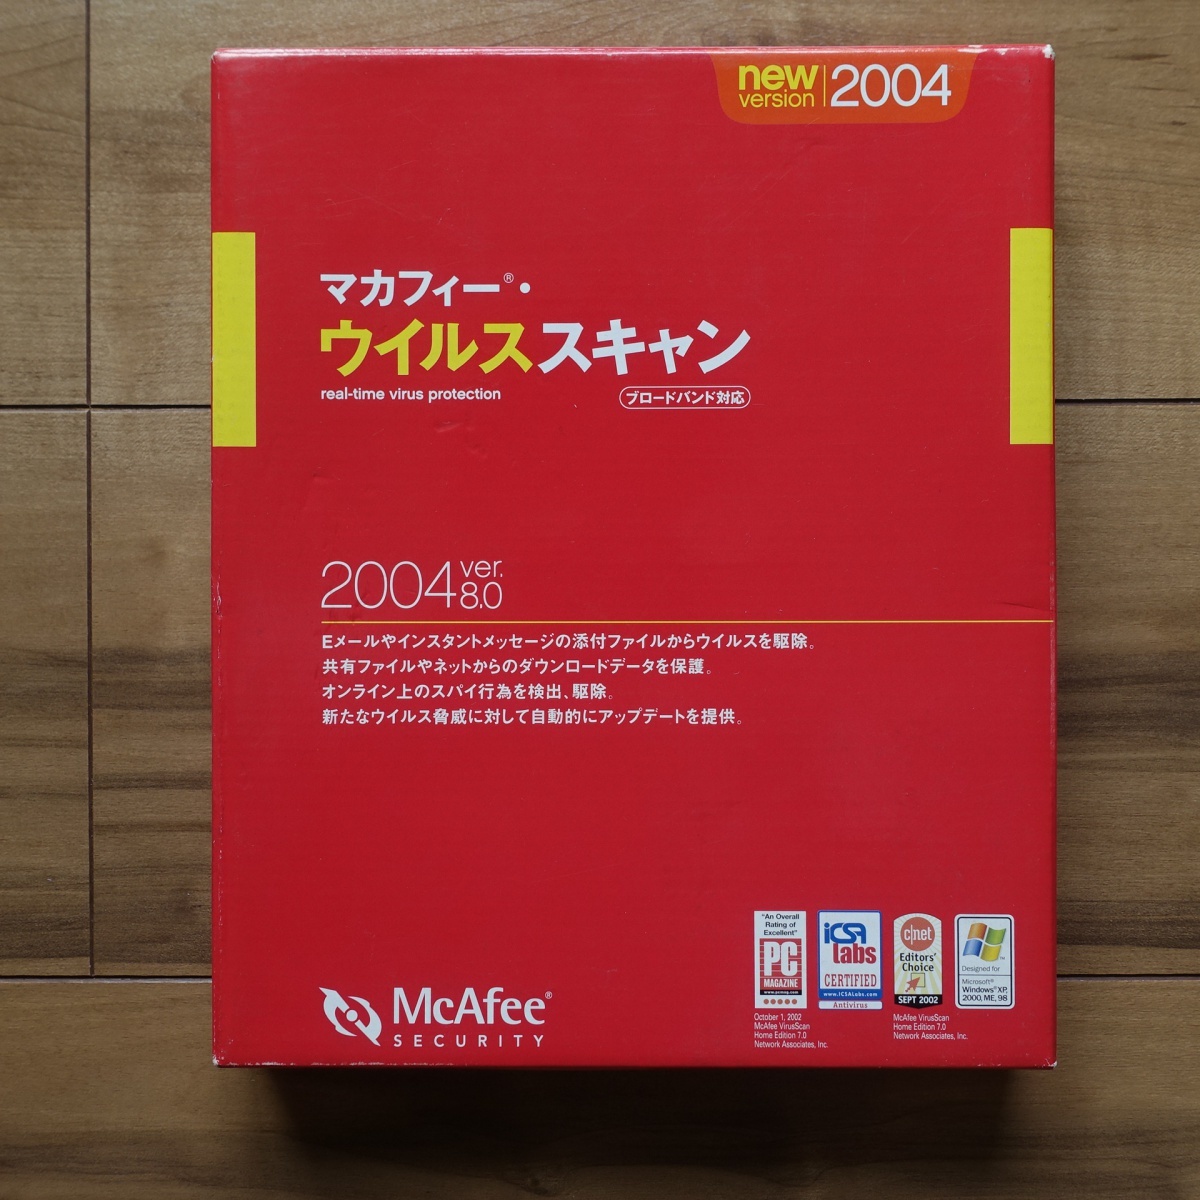 new
version 2004
マカフィー®・
ウイルススキャン
real-time virus protection
ブロードバンド対応
2004 ver. 8.0
Eメールやインスタントメッセージの添付ファイルからウイルスを駆除。
共有ファイルやネットからのダウンロードデータを保護。
オンライン上のスパイ行為を検出、駆除。
新たなウイルス脅威に対して自動的にアップデートを提供。
McAfee®
SECURITY
"An Overall
Rating of
Excellent"
PC
MAGAZINE
www.pcmag.com
October 1, 2002
McAfee VirusScan
Home Edition 7.0
Network Associates, Inc.
iCSA
labs
CERTIFIED
www.ICSALabs.com
Antivirus
c|net
Editors'
Choice
SEPT 2002
McAfee VirusScan
Home Edition 7.0
Network Associates, Inc.
Designed for
Microsoft®
Windows® XP,
2000, ME, 98